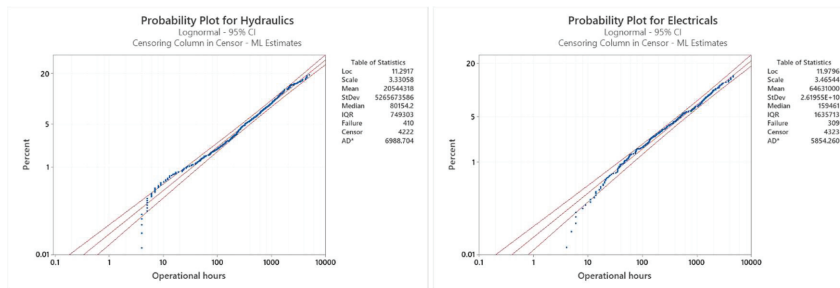 Probability Plot for Hydraulics
Lognormal - 95% CI
Censoring Column in Censor - ML Estimates
Table of Statistics
Loc 11.2917
Scale 3.33058
Mean 20544318
StDev 5265673586
Median 80154.2
IQR 749303
Failure 410
Censor 4222
AD* 6988.704
Percent
20
5
1
0.01
0.1 1 10 100 1000 10000
Operational hours
Probability Plot for Electricals
Lognormal - 95% CI
Censoring Column in Censor - ML Estimates
Table of Statistics
Loc 11.9796
Scale 3.46544
Mean 64631000
StDev 2.61955E+10
Median 159461
IQR 1635713
Failure 309
Censor 4323
AD* 5854.260
Percent
20
5
1
0.01
0.1 1 10 100 1000 10000
Operational hours